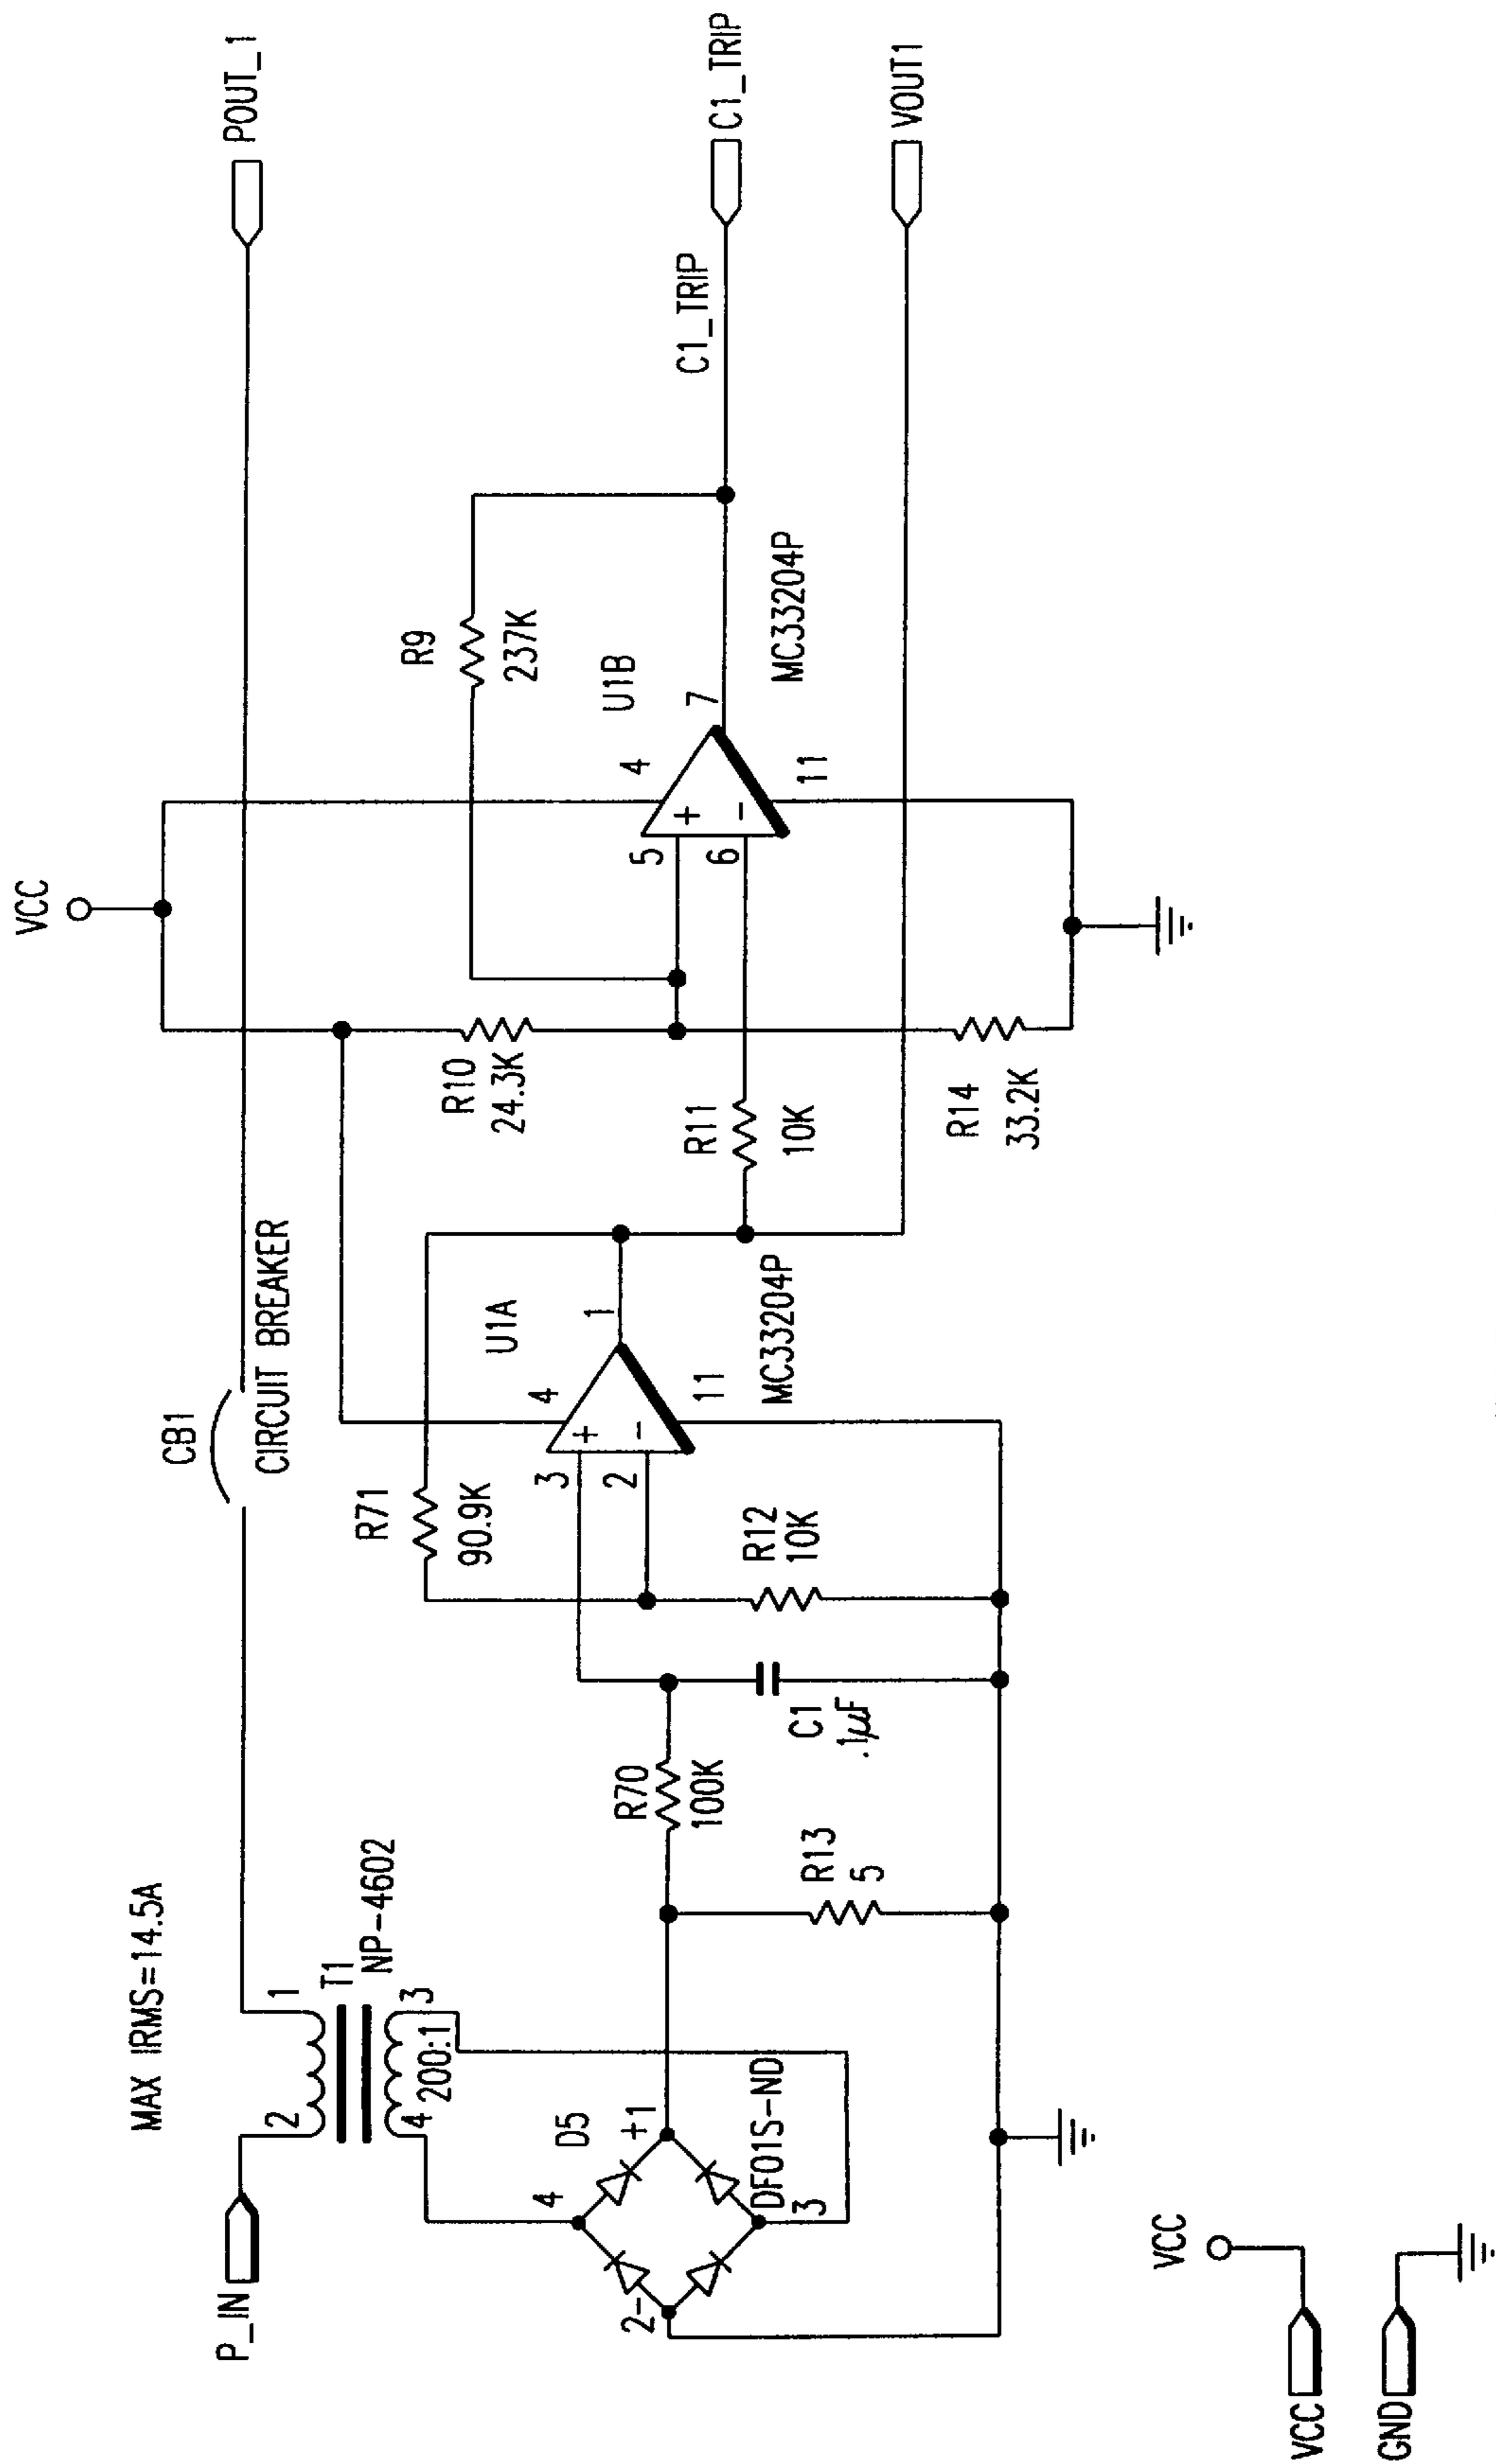 MAX IRMS=14.5A
P_IN
2
1
T1
NP-4602
4
3
200:1
CB1
CIRCUIT BREAKER
POUT_1
VCC
D5
4
+1
2-
3
DF01S-ND
R13
5
R70
100K
C1
.1µF
R71
90.9K
R12
10K
3
2
4
11
1
U1A
MC33204P
R10
24.3K
R11
10K
R14
33.2K
R9
237K
U1B
5
6
4
11
7
MC33204P
C1_TRIP
C1_TRIP
VOUT1
VCC
VCC
GND
+
-
+
-